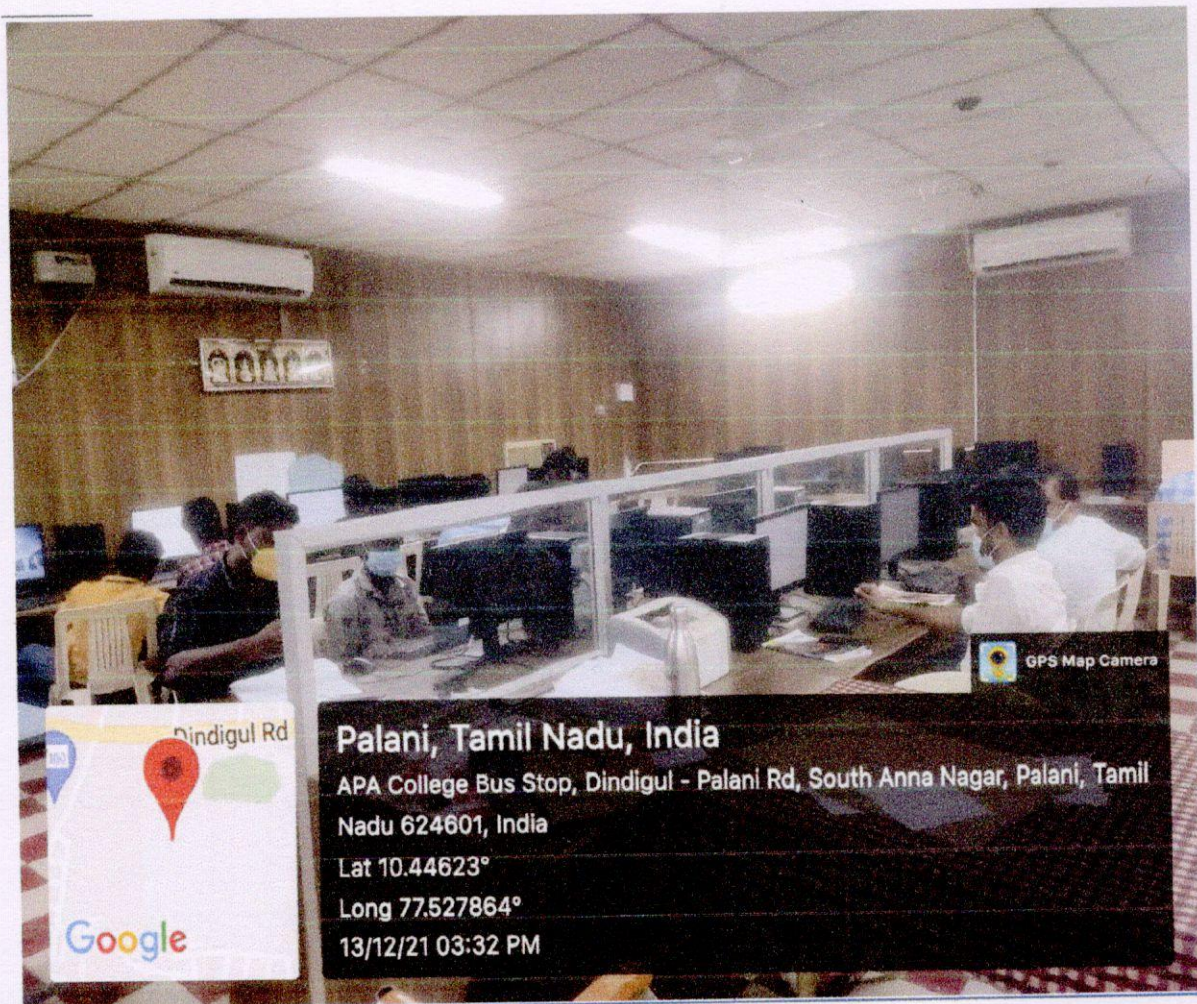 GPS Map Camera
Dindigul Rd
Google
Palani, Tamil Nadu, India
APA College Bus Stop, Dindigul - Palani Rd, South Anna Nagar, Palani, Tamil
Nadu 624601, India
Lat 10.44623°
Long 77.527864°
13/12/21 03:32 PM